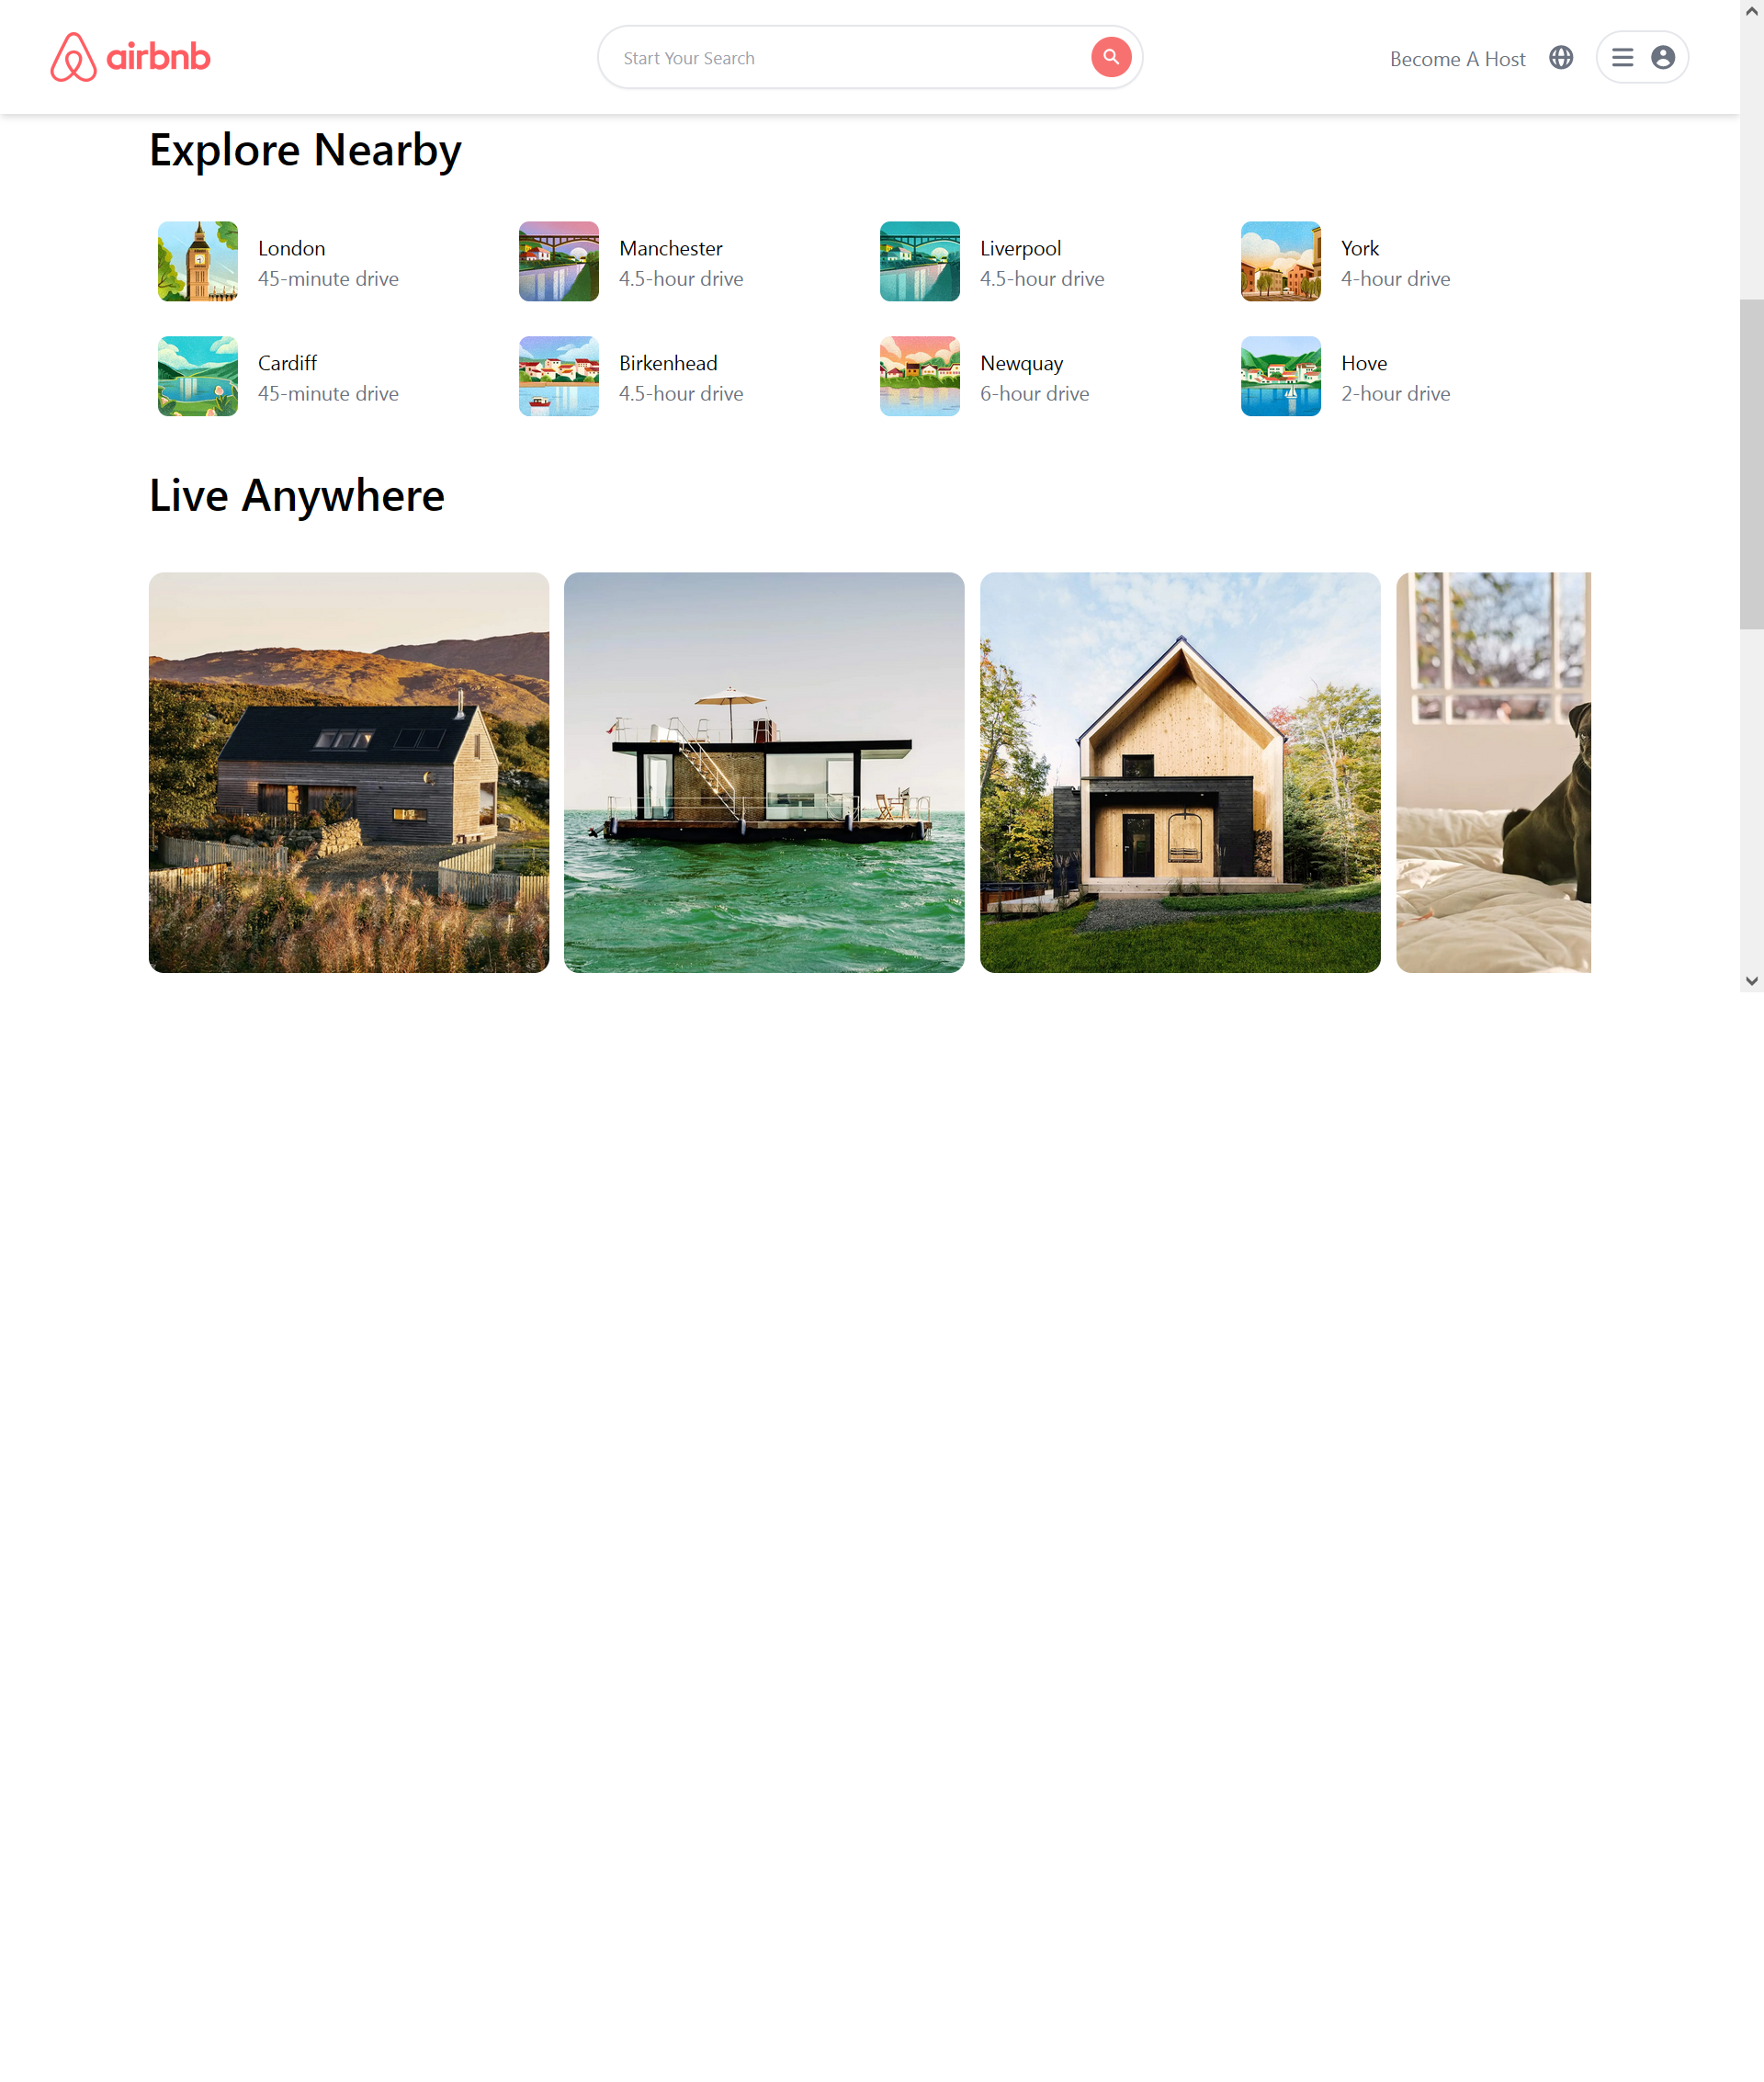 airbnb
Start Your Search
Become A Host
Explore Nearby
London
45-minute drive
Manchester
4.5-hour drive
Liverpool
4.5-hour drive
York
4-hour drive
Cardiff
45-minute drive
Birkenhead
4.5-hour drive
Newquay
6-hour drive
Hove
2-hour drive
Live Anywhere